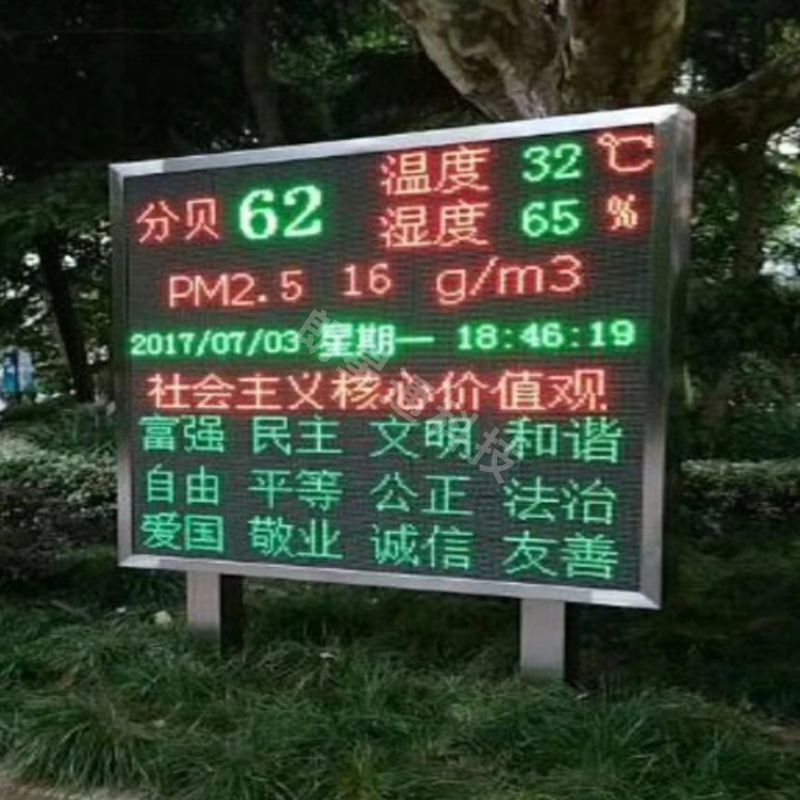 分贝 62 温度 32 ℃
湿度 65 %
PM2.5 16 g/m3
2017/07/03 星期一 18:46:19
社会主义核心价值观
富强 民主 文明 和谐
自由 平等 公正 法治
爱国 敬业 诚信 友善